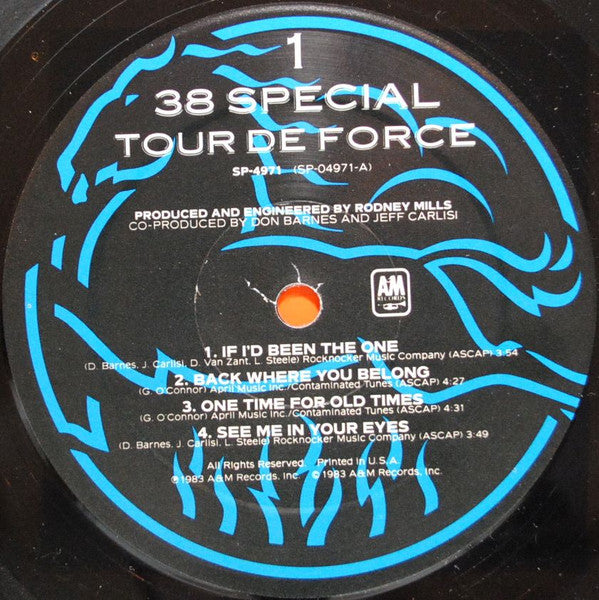 1
38 SPECIAL
TOUR DE FORCE
SP-4971 (SP-04971-A)
PRODUCED AND ENGINEERED BY RODNEY MILLS
CO-PRODUCED BY DON BARNES AND JEFF CARLISI
A&M
RECORDS
1. IF I'D BEEN THE ONE
(D. Barnes, J. Carlisi, D. Van Zant, L. Steele) Rocknocker Music Company (ASCAP) 3:54
2. BACK WHERE YOU BELONG
(G. O'Connor) April Music Inc./Contaminated Tunes (ASCAP) 4:27
3. ONE TIME FOR OLD TIMES
(G. O'Connor) April Music Inc./Contaminated Tunes (ASCAP) 4:31
4. SEE ME IN YOUR EYES
(D. Barnes, J. Carlisi, L. Steele) Rocknocker Music Company (ASCAP) 3:49
All Rights Reserved. Printed in U.S.A.
℗1983 A&M Records, Inc. ©1983 A&M Records, Inc.